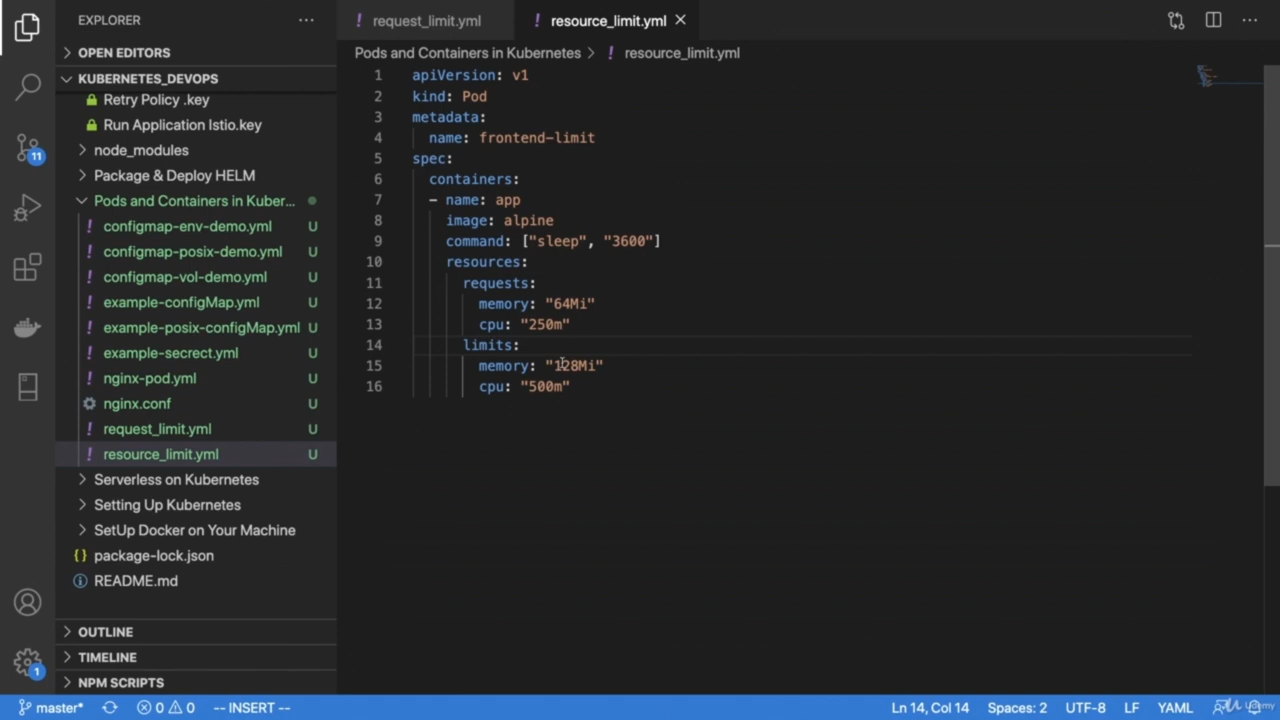 EXPLORER
OPEN EDITORS
KUBERNETES_DEVOPS
Retry Policy .key
Run Application Istio.key
node_modules
Package & Deploy HELM
Pods and Containers in Kuber...
configmap-env-demo.yml U
configmap-posix-demo.yml U
configmap-vol-demo.yml U
example-configMap.yml U
example-posix-configMap.yml U
example-secrect.yml U
nginx-pod.yml U
nginx.conf U
request_limit.yml U
resource_limit.yml U
Serverless on Kubernetes
Setting Up Kubernetes
SetUp Docker on Your Machine
package-lock.json
README.md
OUTLINE
TIMELINE
NPM SCRIPTS
11
1
request_limit.yml
resource_limit.yml
Pods and Containers in Kubernetes > resource_limit.yml
1 apiVersion: v1
2 kind: Pod
3 metadata:
4 name: frontend-limit
5 spec:
6 containers:
7 - name: app
8 image: alpine
9 command: ["sleep", "3600"]
10 resources:
11 requests:
12 memory: "64Mi"
13 cpu: "250m"
14 limits:
15 memory: "128Mi"
16 cpu: "500m"
master* 0 0 -- INSERT -- Ln 14, Col 14 Spaces: 2 UTF-8 LF YAML
Udemy